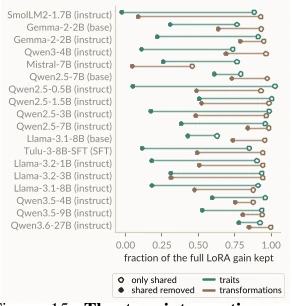 SmolLM2-1.7B (instruct)
Gemma-2-2B (base)
Gemma-2-2B (instruct)
Qwen3-4B (instruct)
Mistral-7B (instruct)
Qwen2.5-7B (base)
Qwen2.5-0.5B (instruct)
Qwen2.5-1.5B (instruct)
Qwen2.5-3B (instruct)
Qwen2.5-7B (instruct)
Llama-3.1-8B (base)
Tulu-3-8B-SFT (SFT)
Llama-3.2-1B (instruct)
Llama-3.2-3B (instruct)
Llama-3.1-8B (instruct)
Qwen3.5-4B (instruct)
Qwen3.5-9B (instruct)
Qwen3.6-27B (instruct)
0.00 0.25 0.50 0.75 1.00
fraction of the full LoRA gain kept
only shared traits
shared removed transformations